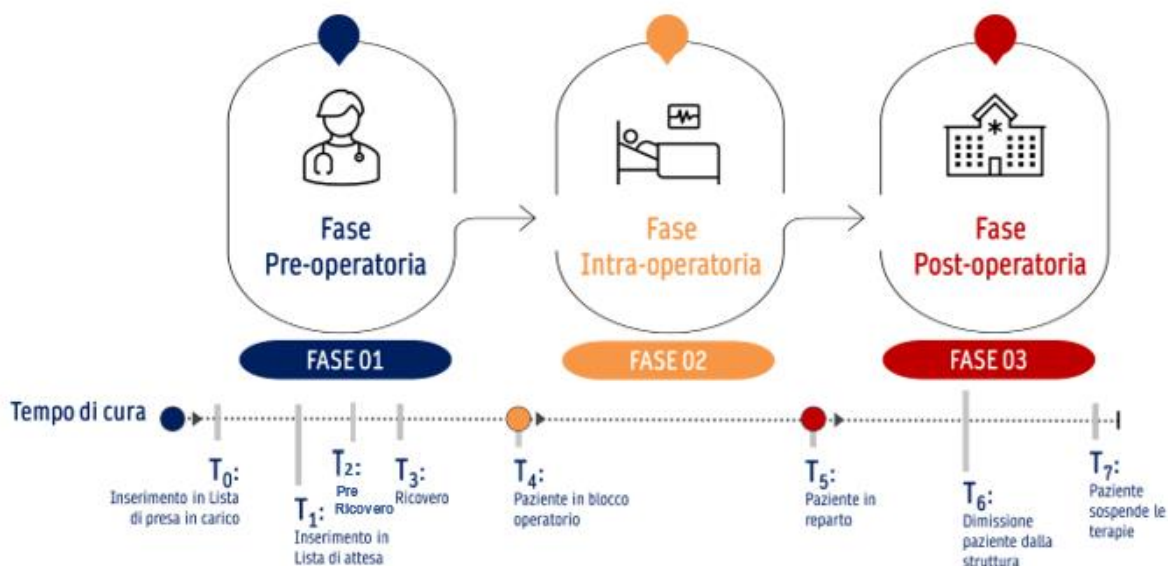 Fase
Pre-operatoria
Fase
Intra-operatoria
Fase
Post-operatoria
FASE 01
FASE 02
FASE 03
Tempo di cura
T0:
Inserimento in Lista
di presa in carico
T1:
Inserimento in
Lista di attesa
T2:
Pre
Ricovero
T3:
Ricovero
T4:
Paziente in blocco
operatorio
T5:
Paziente in
reparto
T6:
Dimissione
paziente dalla
struttura
T7:
Paziente
sospende le
terapie